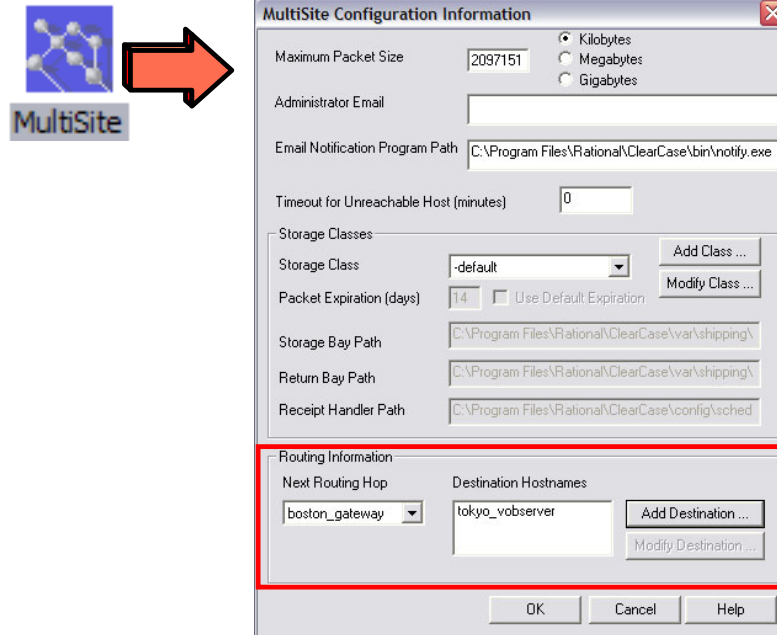 MultiSite
MultiSite Configuration Information
Maximum Packet Size
2097151
Kilobytes
Megabytes
Gigabytes
Administrator Email
Email Notification Program Path
C:\Program Files\Rational\ClearCase\bin\notify.exe
Timeout for Unreachable Host (minutes)
0
Storage Classes
Storage Class
-default
Add Class ...
Packet Expiration (days)
14
Use Default Expiration
Modify Class ...
Storage Bay Path
C:\Program Files\Rational\ClearCase\var\shipping\
Return Bay Path
C:\Program Files\Rational\ClearCase\var\shipping\
Receipt Handler Path
C:\Program Files\Rational\ClearCase\config\sched
Routing Information
Next Routing Hop
Destination Hostnames
boston_gateway
tokyo_vobserver
Add Destination ...
Modify Destination ...
OK
Cancel
Help